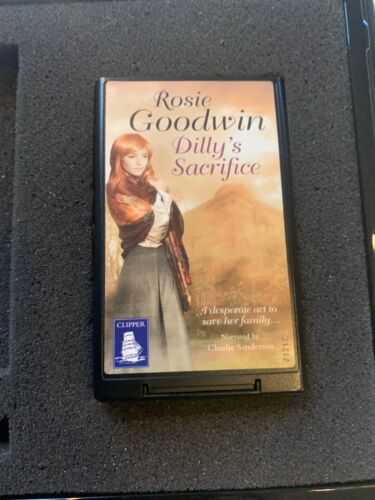 Rosie
Goodwin
Dilly's
Sacrifice
A desperate act to
save her family...
Narrated by
Charlie Sanderson
CLIPPER